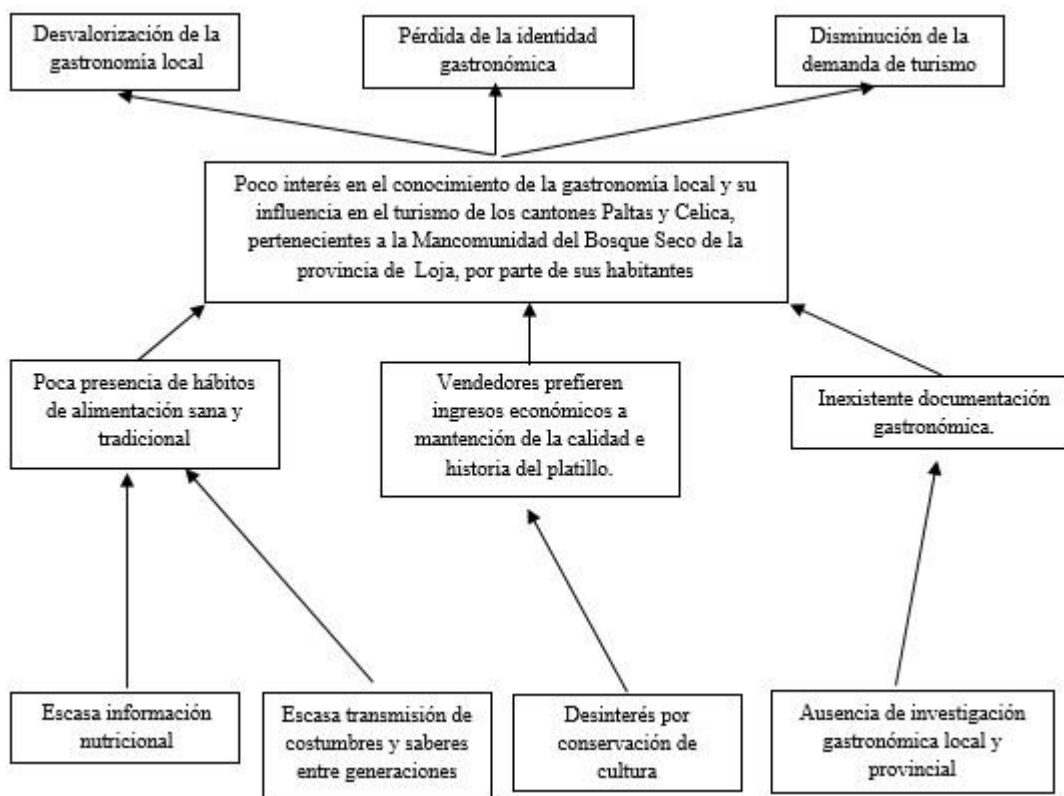 Desvalorización de la
gastronomía local
Pérdida de la identidad
gastronómica
Disminución de la
demanda de turismo
Poco interés en el conocimiento de la gastronomía local y su
influencia en el turismo de los cantones Paltas y Celica,
pertenecientes a la Mancomunidad del Bosque Seco de la
provincia de Loja, por parte de sus habitantes
Poca presencia de hábitos
de alimentación sana y
tradicional
Vendedores prefieren
ingresos económicos a
mantención de la calidad e
historia del platillo.
Inexistente documentación
gastronómica.
Escasa información
nutricional
Escasa transmisión de
costumbres y saberes
entre generaciones
Desinterés por
conservación de
cultura
Ausencia de investigación
gastronómica local y
provincial